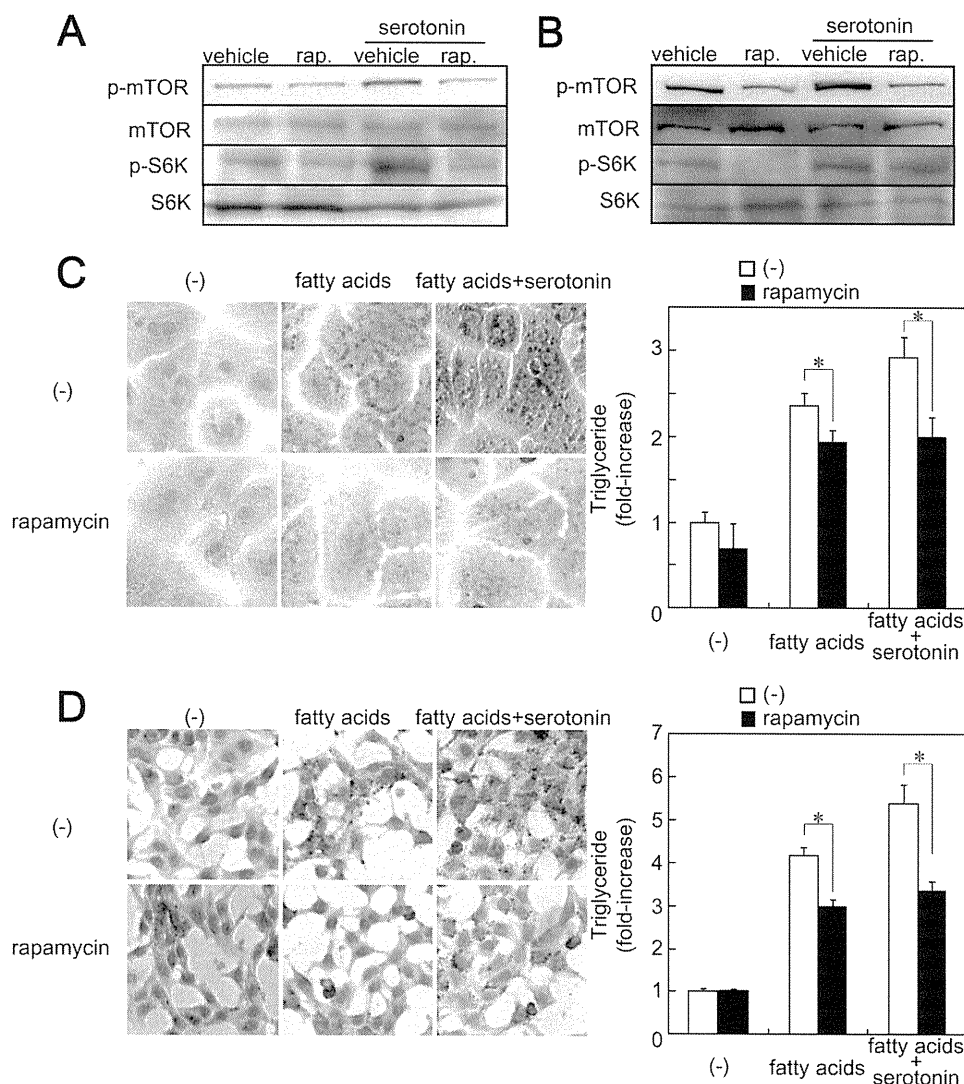 A
serotonin
vehicle rap. vehicle rap.
p-mTOR
mTOR
p-S6K
S6K
B
serotonin
vehicle rap. vehicle rap.
p-mTOR
mTOR
p-S6K
S6K
C
(-) fatty acids fatty acids+serotonin
(-)
rapamycin
(-)
rapamycin
Triglyceride
(fold-increase)
3
2
1
0
*
*
(-) fatty acids fatty acids
+
serotonin
D
(-) fatty acids fatty acids+serotonin
(-)
rapamycin
(-)
rapamycin
Triglyceride
(fold-increase)
7
6
5
4
3
2
1
0
*
*
(-) fatty acids fatty acids
+
serotonin